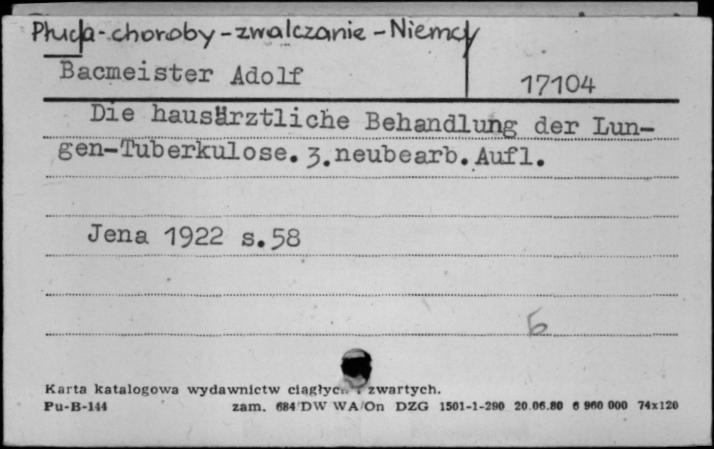 Płuca-choroby-zwalczanie-Niemcy
Bacmeister Adolf 17104
Die hausärztliche Behandlung der Lun-
gen-Tuberkulose. 3.neubearb. Aufl.
Jena 1922 s.58
Б
Karta katalogowa wydawnictw ciągłych i zwartych.
Pu-B-144 zam. 684/DW WA/On DZG 1501-1-290 20.06.80 6 960 000 74x120